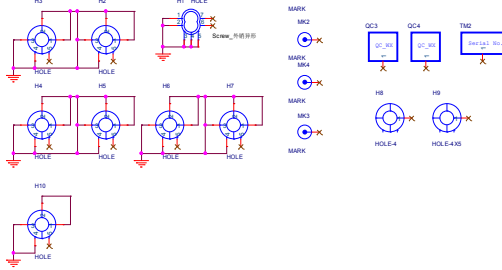 H3
H2
H1 HOLE
MARK
MK2
QC3
QC4
TM2
QC_NX
QC_NX
Serial No.
Screw_外销异形
HOLE
HOLE
MARK
MK4
H4
H5
H6
H7
MARK
MK3
H8
H9
HOLE-4
HOLE-4X5
HOLE
HOLE
HOLE
HOLE
MARK
H10
HOLE